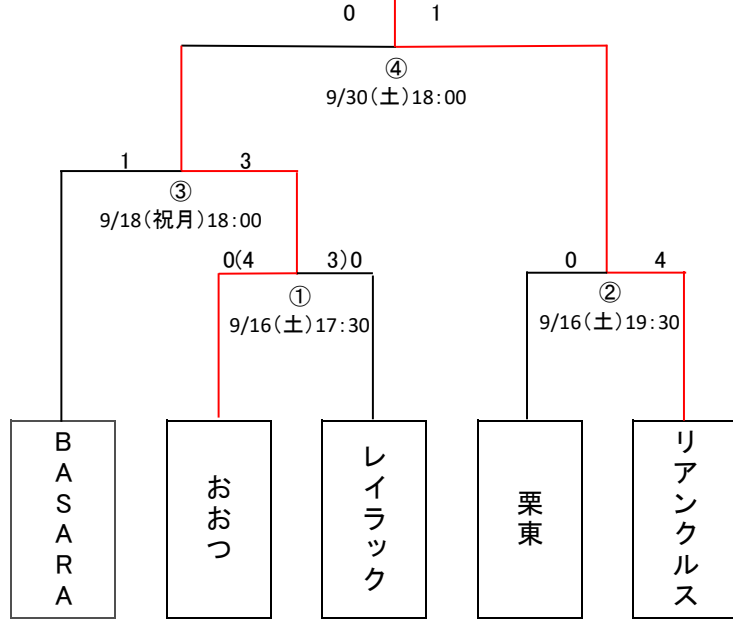 0 1
④
9/30(土)18:00
1 3
③
9/18(祝月)18:00
0(4 3)0
①
9/16(土)17:30
0 4
②
9/16(土)19:30
BASARA
おおつ
レイラック
栗東
リアンクルス